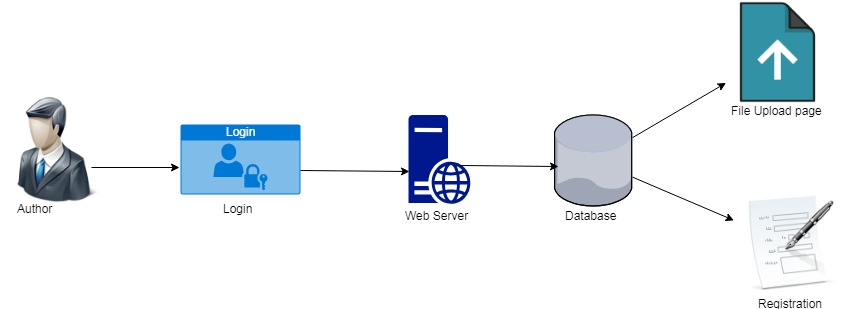 File Upload page
Login
Author
Login
Web Server
Database
Registration